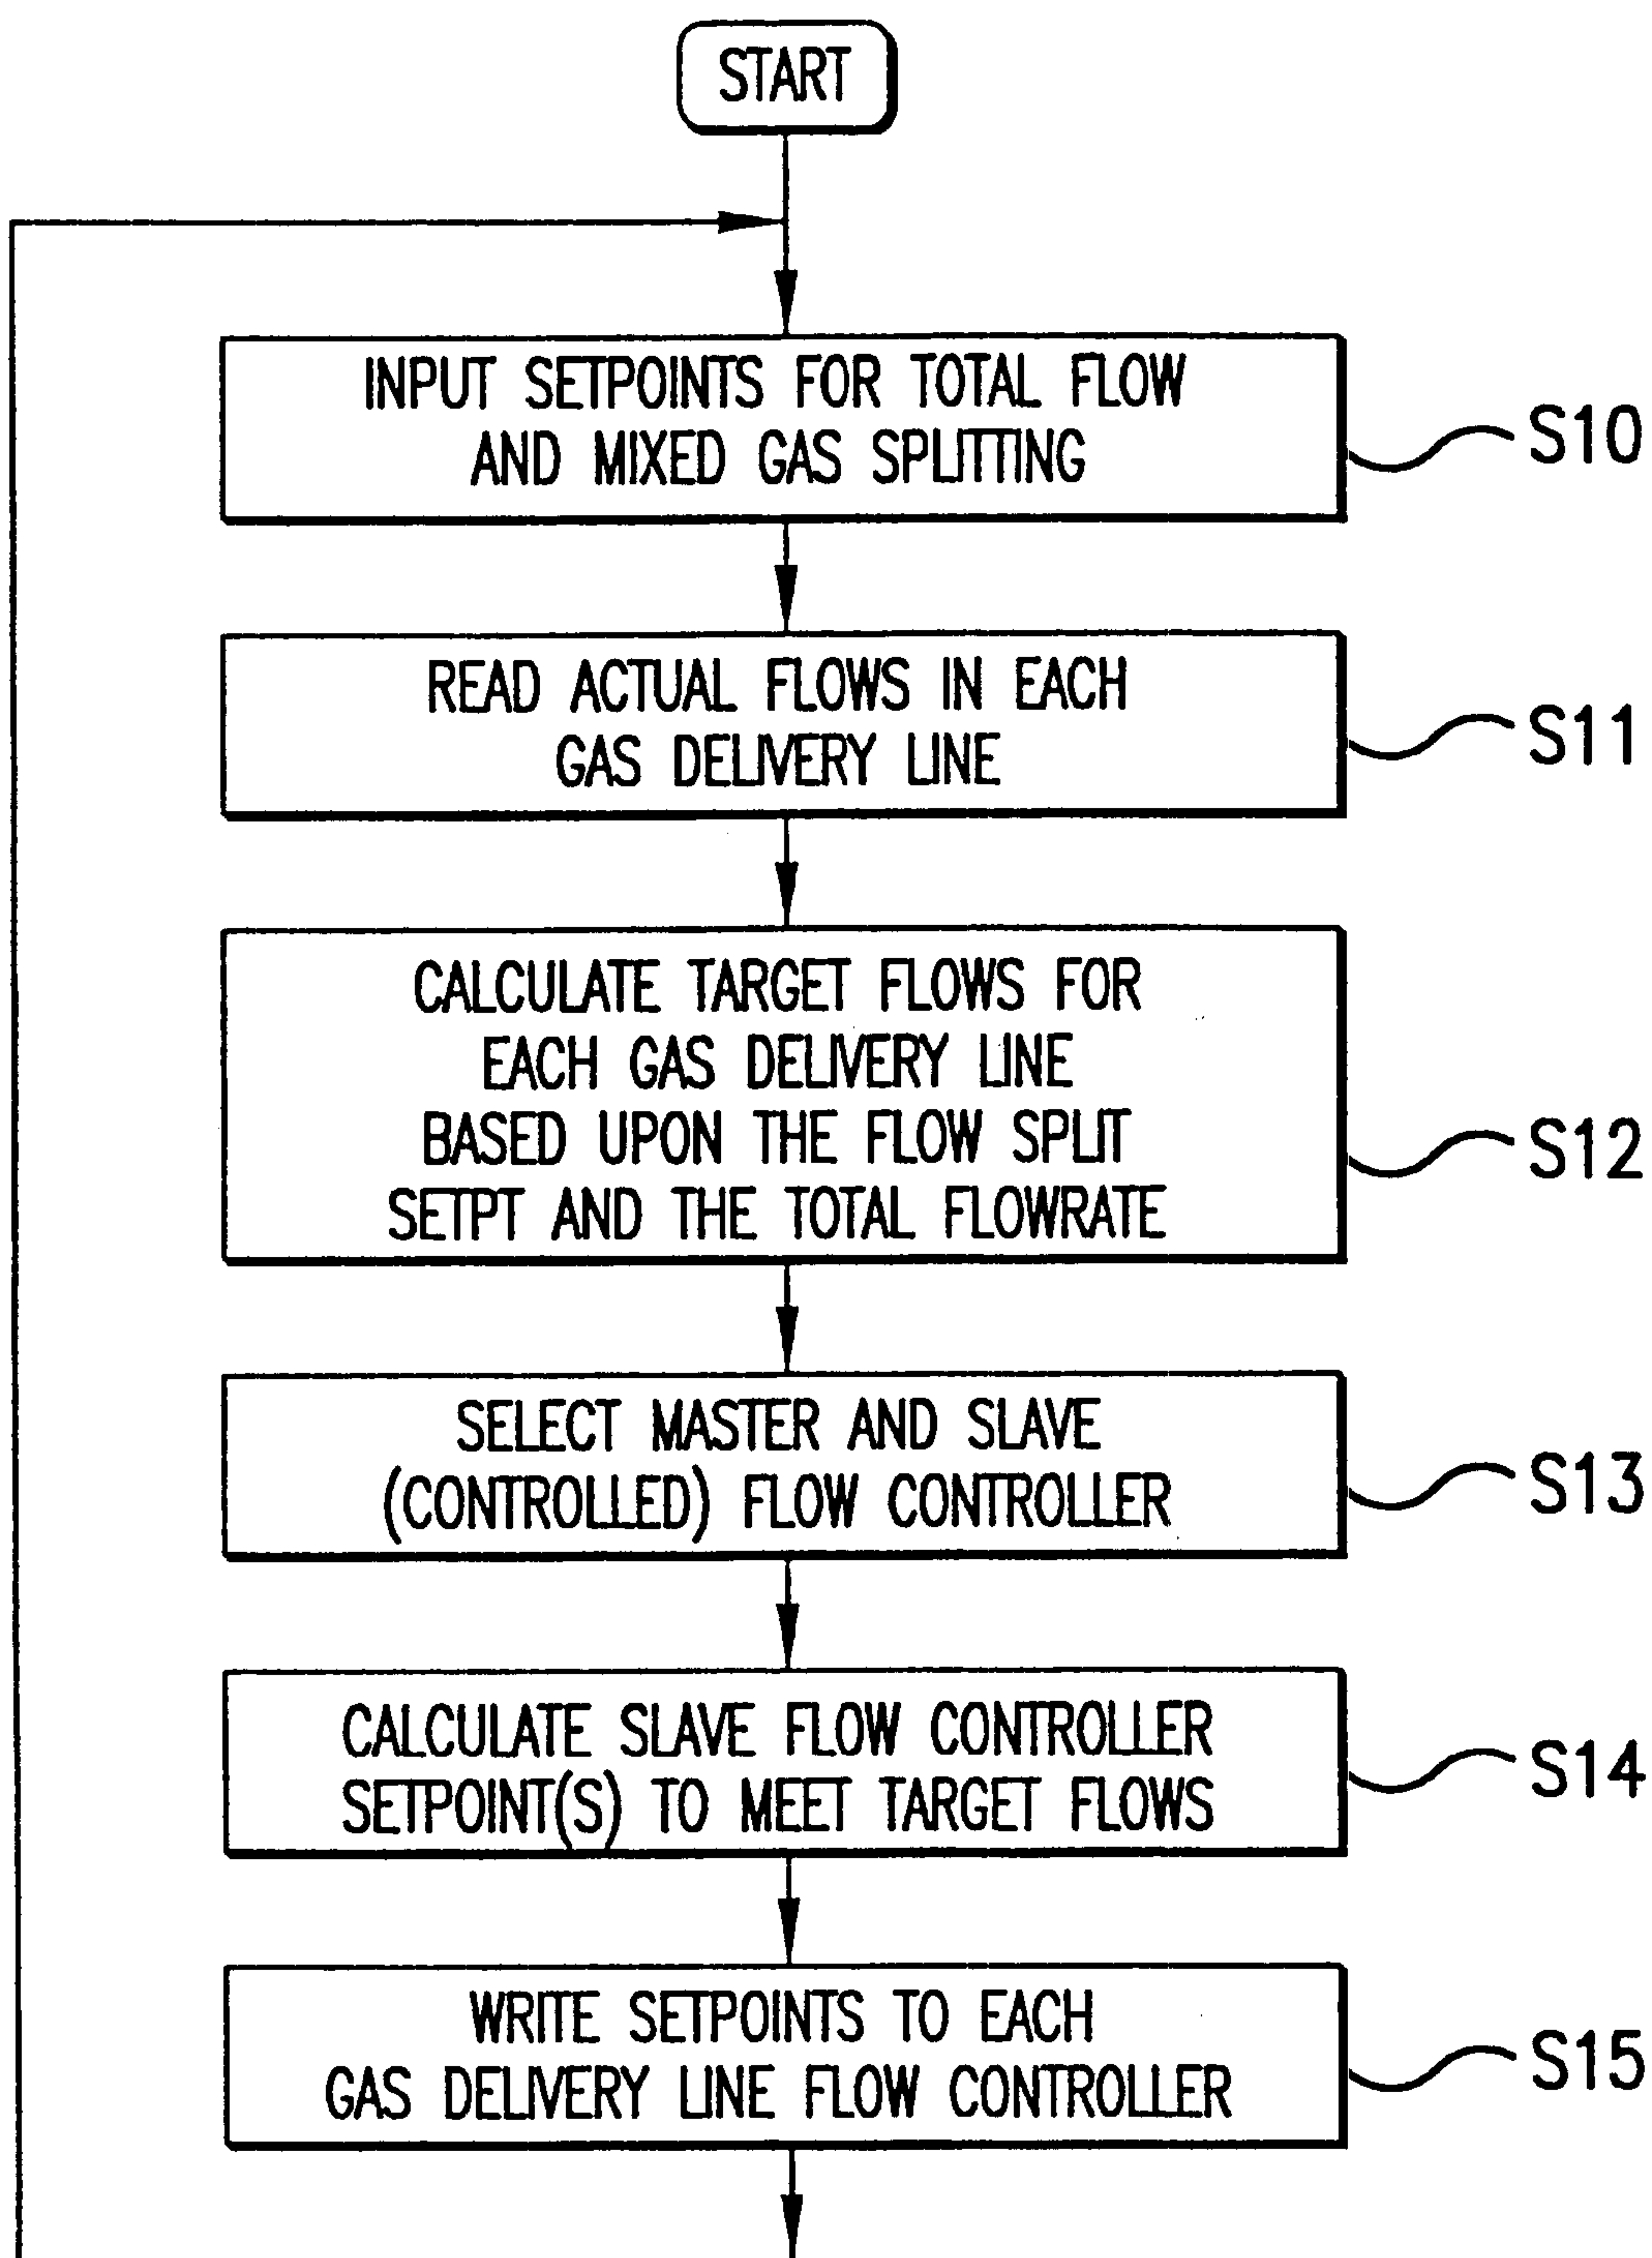 START
INPUT SETPOINTS FOR TOTAL FLOW
AND MIXED GAS SPLITTING
S10
READ ACTUAL FLOWS IN EACH
GAS DELIVERY LINE
S11
CALCULATE TARGET FLOWS FOR
EACH GAS DELIVERY LINE
BASED UPON THE FLOW SPLIT
SETPT AND THE TOTAL FLOWRATE
S12
SELECT MASTER AND SLAVE
(CONTROLLED) FLOW CONTROLLER
S13
CALCULATE SLAVE FLOW CONTROLLER
SETPOINT(S) TO MEET TARGET FLOWS
S14
WRITE SETPOINTS TO EACH
GAS DELIVERY LINE FLOW CONTROLLER
S15